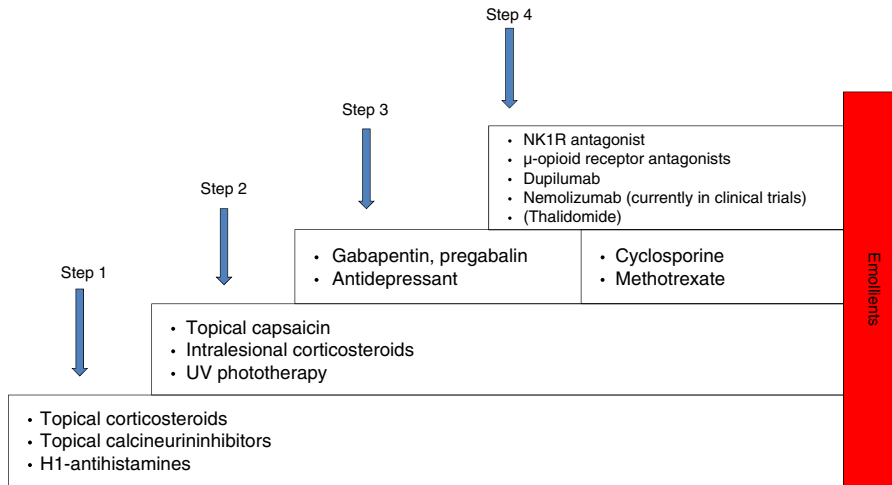 Step 4
• NK1R antagonist
• µ-opioid receptor antagonists
• Dupilumab
• Nemolizumab (currently in clinical trials)
• (Thalidomide)
Step 3
• Gabapentin, pregabalin
• Antidepressant
• Cyclosporine
• Methotrexate
Step 2
• Topical capsaicin
• Intralesional corticosteroids
• UV phototherapy
Step 1
• Topical corticosteroids
• Topical calcineurininhibitors
• H1-antihistamines
Emollients